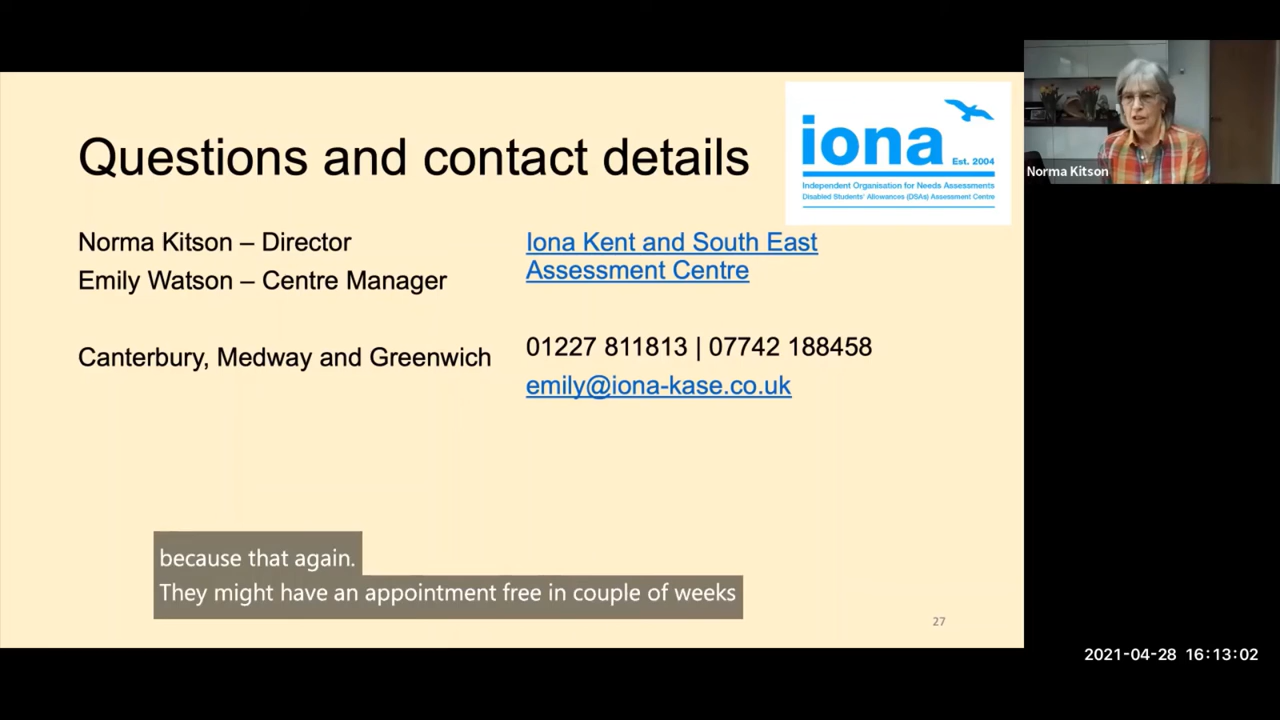 Questions and contact details
iona
Est. 2004
Independent Organisation for Needs Assessments
Disabled Students' Allowances (DSAs) Assessment Centre
Norma Kitson – Director
Emily Watson – Centre Manager
Canterbury, Medway and Greenwich
Iona Kent and South East
Assessment Centre
01227 811813 | 07742 188458
emily@iona-kase.co.uk
because that again.
They might have an appointment free in couple of weeks
27
Norma Kitson
2021-04-28 16:13:02